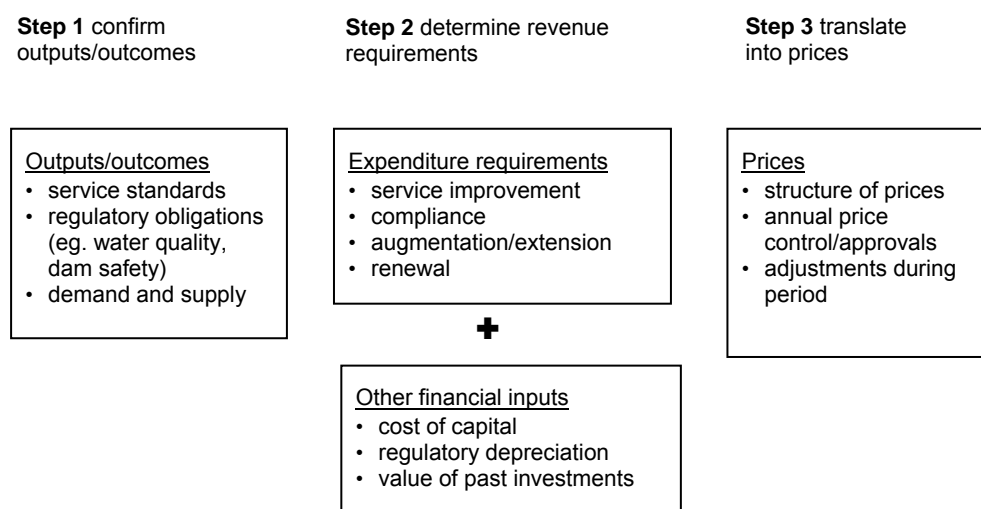 Step 1 confirm
outputs/outcomes
Step 2 determine revenue
requirements
Step 3 translate
into prices
Outputs/outcomes
• service standards
• regulatory obligations
(eg. water quality,
dam safety)
• demand and supply
Expenditure requirements
• service improvement
• compliance
• augmentation/extension
• renewal
+
Other financial inputs
• cost of capital
• regulatory depreciation
• value of past investments
Prices
• structure of prices
• annual price
control/approvals
• adjustments during
period